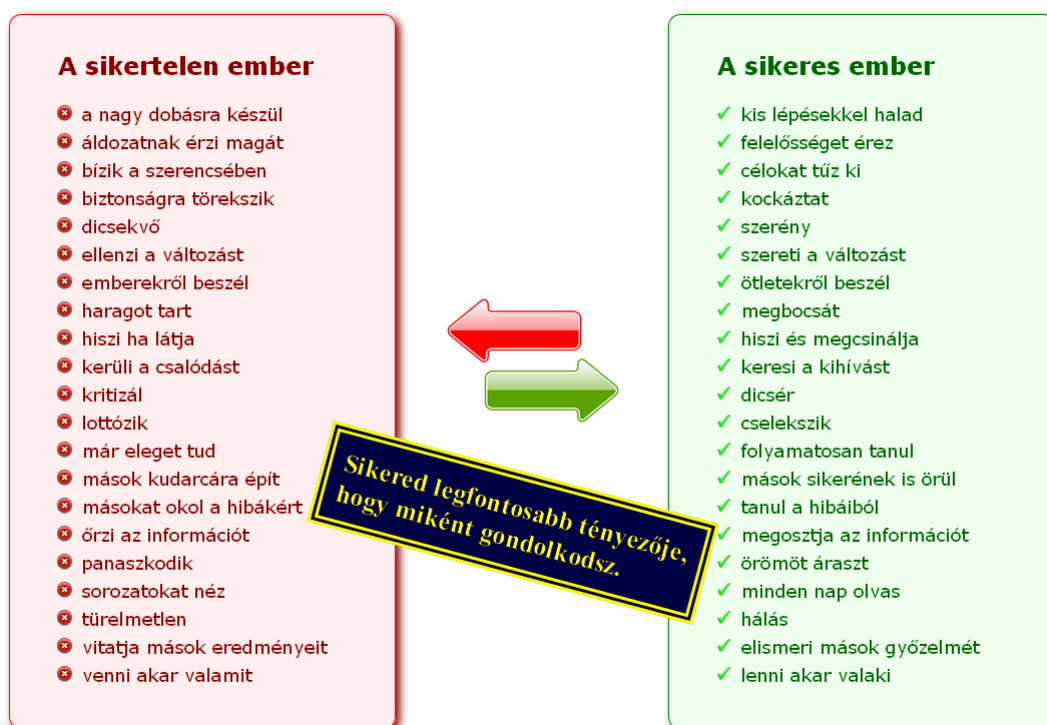 A sikertelen ember
a nagy dobásra készül
áldozatnak érzi magát
bízik a szerencsében
biztonságra törekszik
dicsekvő
ellenzi a változást
emberekről beszél
haragot tart
hiszi ha látja
kerüli a csalódást
kritizál
lottózik
már eleget tud
mások kudarcára épít
másokat okol a hibákért
őrzi az információt
panaszkodik
sorozatokat néz
türelmetlen
vitatja mások eredményeit
venni akar valamit
Sikered legfontosabb tényezője,
hogy miként gondolkodsz.
A sikeres ember
kis lépésekkel halad
felelősséget érez
célokat tűz ki
kockáztat
szerény
szereti a változást
ötletekről beszél
megbocsát
hiszi és megcsinálja
keresi a kihívást
dicsér
cselekszik
folyamatosan tanul
mások sikerének is örül
tanul a hibáiból
megosztja az információt
örömöt áraszt
minden nap olvas
hálás
elismeri mások győzelmét
lenni akar valaki